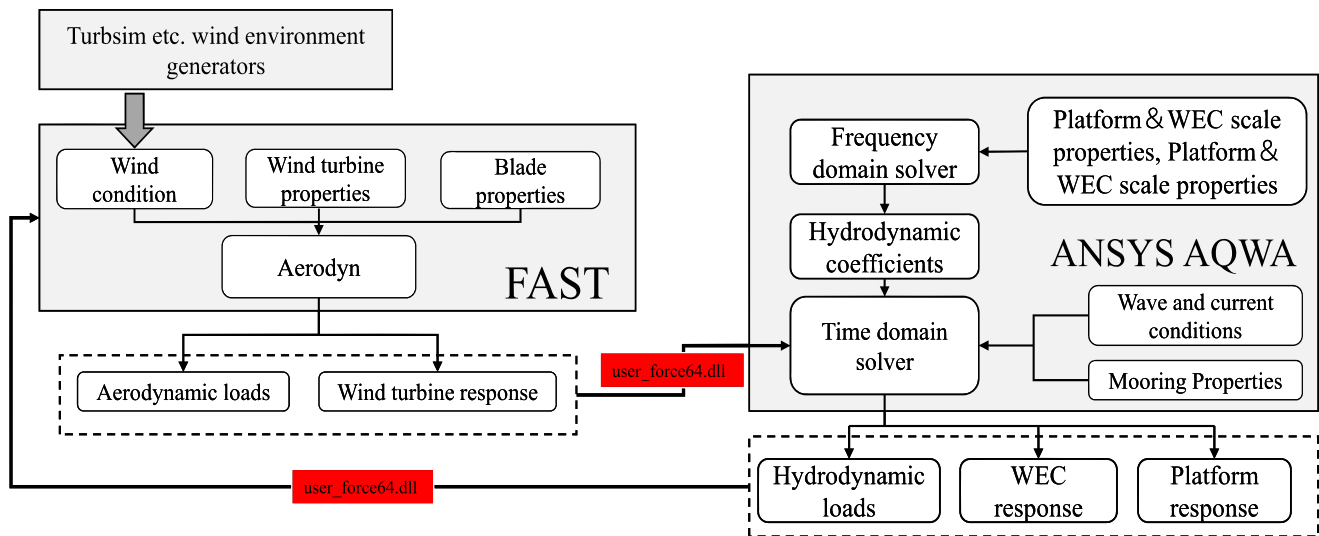 Turbsim etc. wind environment
generators
Wind
condition
Wind turbine
properties
Blade
properties
Aerodyn
FAST
Aerodynamic loads
Wind turbine response
user_force64.dll
user_force64.dll
Frequency
domain solver
Platform＆WEC scale
properties, Platform＆
WEC scale properties
Hydrodynamic
coefficients
ANSYS AQWA
Time domain
solver
Wave and current
conditions
Mooring Properties
Hydrodynamic
loads
WEC
response
Platform
response